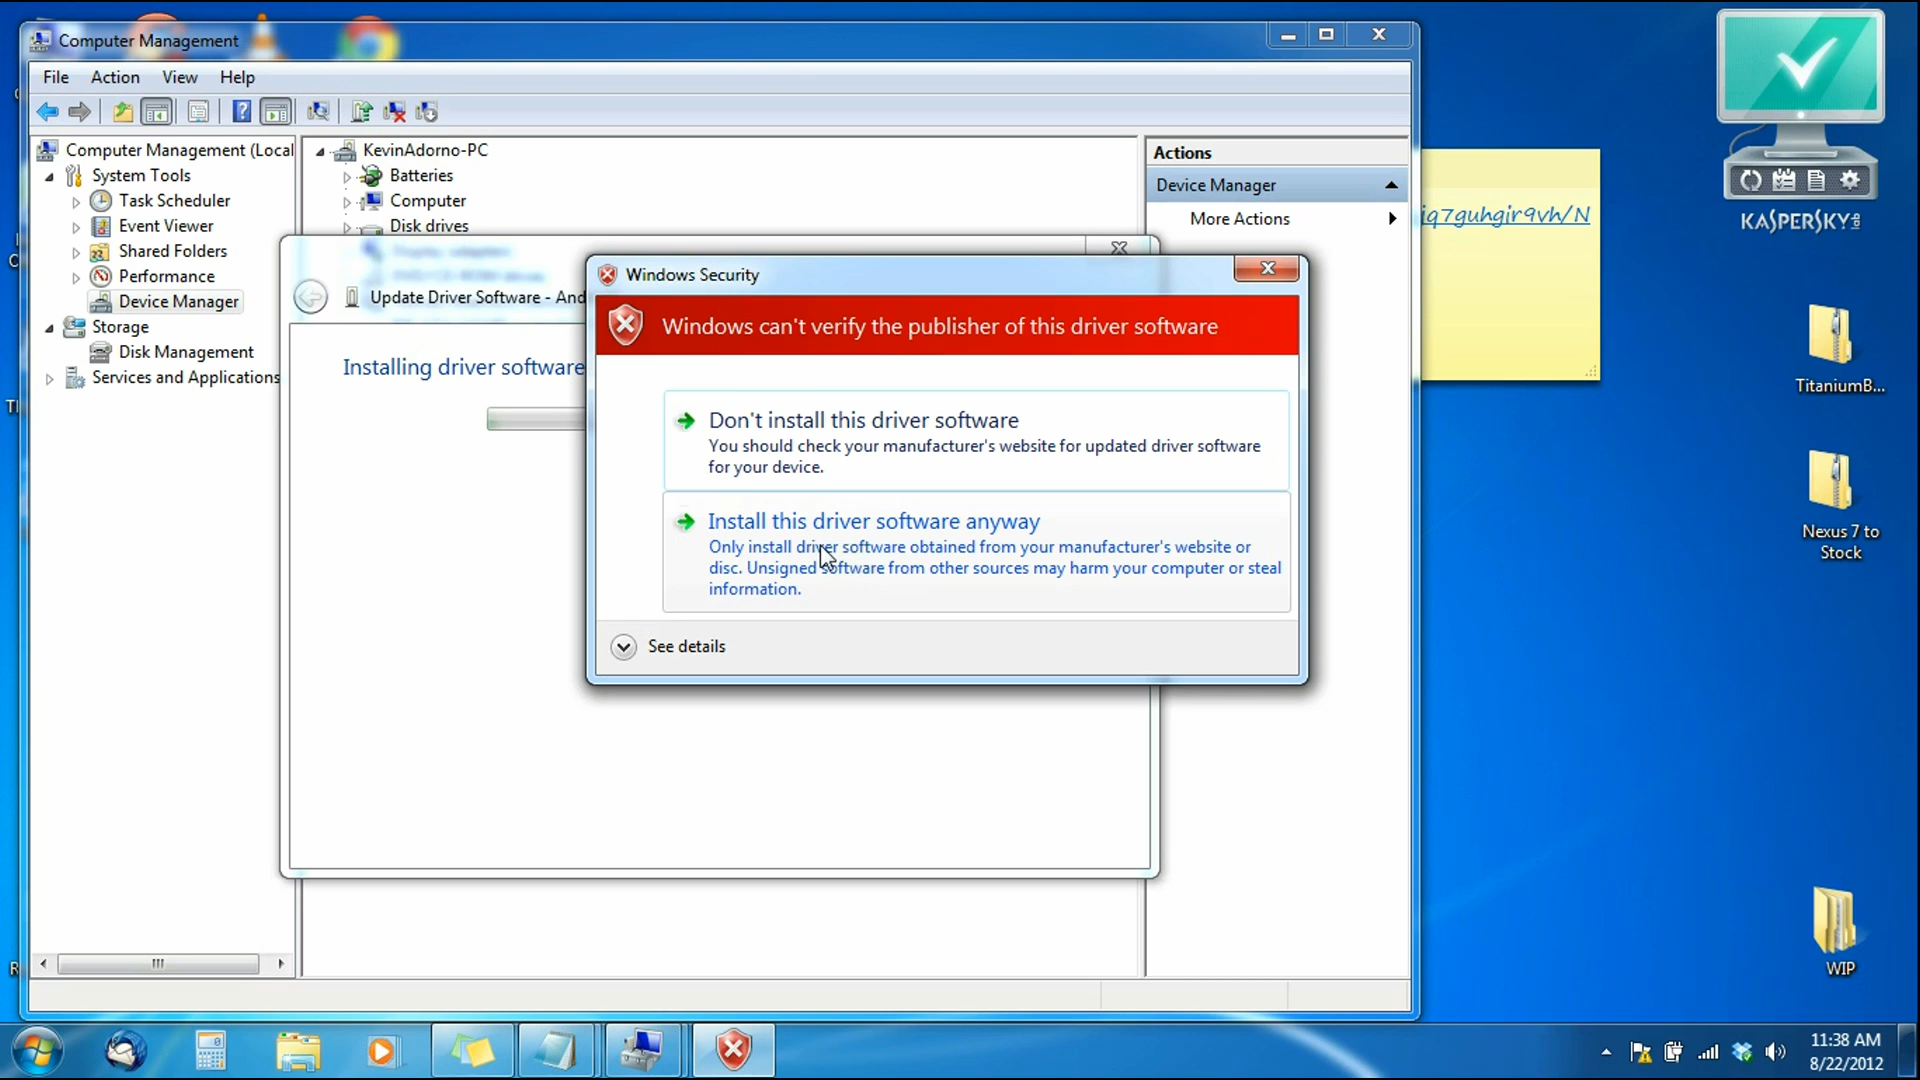 Computer Management
File Action View Help
Computer Management (Local
System Tools
Task Scheduler
Event Viewer
Shared Folders
Performance
Device Manager
Storage
Disk Management
Services and Applications
KevinAdorno-PC
Batteries
Computer
Disk drives
Display adapters
Actions
Device Manager
More Actions
Update Driver Software - And
Installing driver software
Windows Security
Windows can't verify the publisher of this driver software
Don't install this driver software
You should check your manufacturer's website for updated driver software
for your device.
Install this driver software anyway
Only install driver software obtained from your manufacturer's website or
disc. Unsigned software from other sources may harm your computer or steal
information.
See details
iq7guhgir9vh/N
KASPERSKY lab
TitaniumB...
Nexus 7 to
Stock
WIP
11:38 AM
8/22/2012